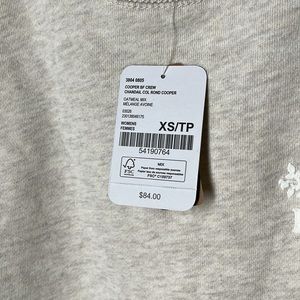 3904 0805
COOPER BF CREW
CHANDAIL COL ROND COOPER
OATMEAL MIX
MÉLANGE AVOINE
WOMENS
FEMMES
XS/TP
54190764
FSC
MIX
$84.00